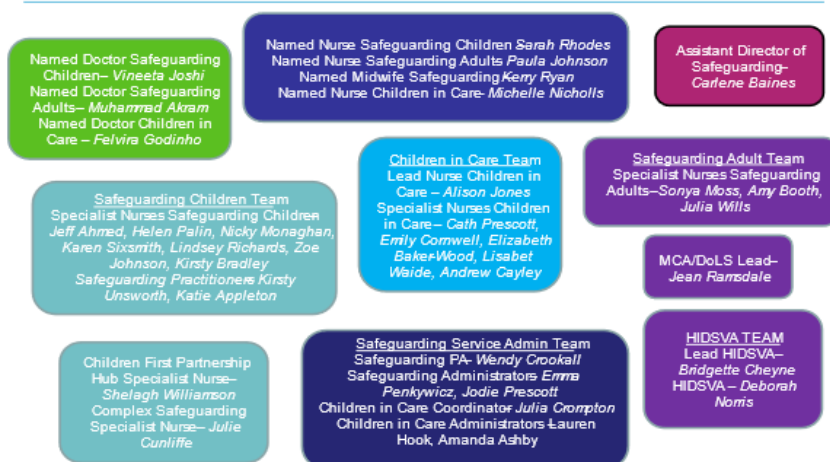 Named Doctor Safeguarding
Children– Vineeta Joshi
Named Doctor Safeguarding
Adults– Muhammad Akram
Named Doctor Children in
Care – Felvira Godinho
Named Nurse Safeguarding Children- Sarah Rhodes
Named Nurse Safeguarding Adults- Paula Johnson
Named Midwife Safeguarding- Kerry Ryan
Named Nurse Children in Care- Michelle Nicholls
Assistant Director of
Safeguarding–
Carlene Baines
Safeguarding Children Team
Specialist Nurses Safeguarding Children–
Jeff Ahmed, Helen Palin, Nicky Monaghan,
Karen Sixsmith, Lindsey Richards, Zoe
Johnson, Kirsty Bradley
Safeguarding Practitioners- Kirsty
Unsworth, Katie Appleton
Children in Care Team
Lead Nurse Children in
Care – Alison Jones
Specialist Nurses Children
in Care– Cath Prescott,
Emily Cornwell, Elizabeth
Baker-Wood, Lisabet
Waide, Andrew Cayley
Safeguarding Adult Team
Specialist Nurses Safeguarding
Adults–Sonya Moss, Amy Booth,
Julia Wills
MCA/DoLS Lead–
Jean Ramsdale
Children First Partnership
Hub Specialist Nurse–
Shelagh Williamson
Complex Safeguarding
Specialist Nurse– Julie
Cunliffe
Safeguarding Service Admin Team
Safeguarding PA- Wendy Crookall
Safeguarding Administrators- Emma
Penkywicz, Jodie Prescott
Children in Care Coordinator- Julia Crompton
Children in Care Administrators- Lauren
Hook, Amanda Ashby
HIDSVA TEAM
Lead HIDSVA–
Bridgette Cheyne
HIDSVA – Deborah
Norris